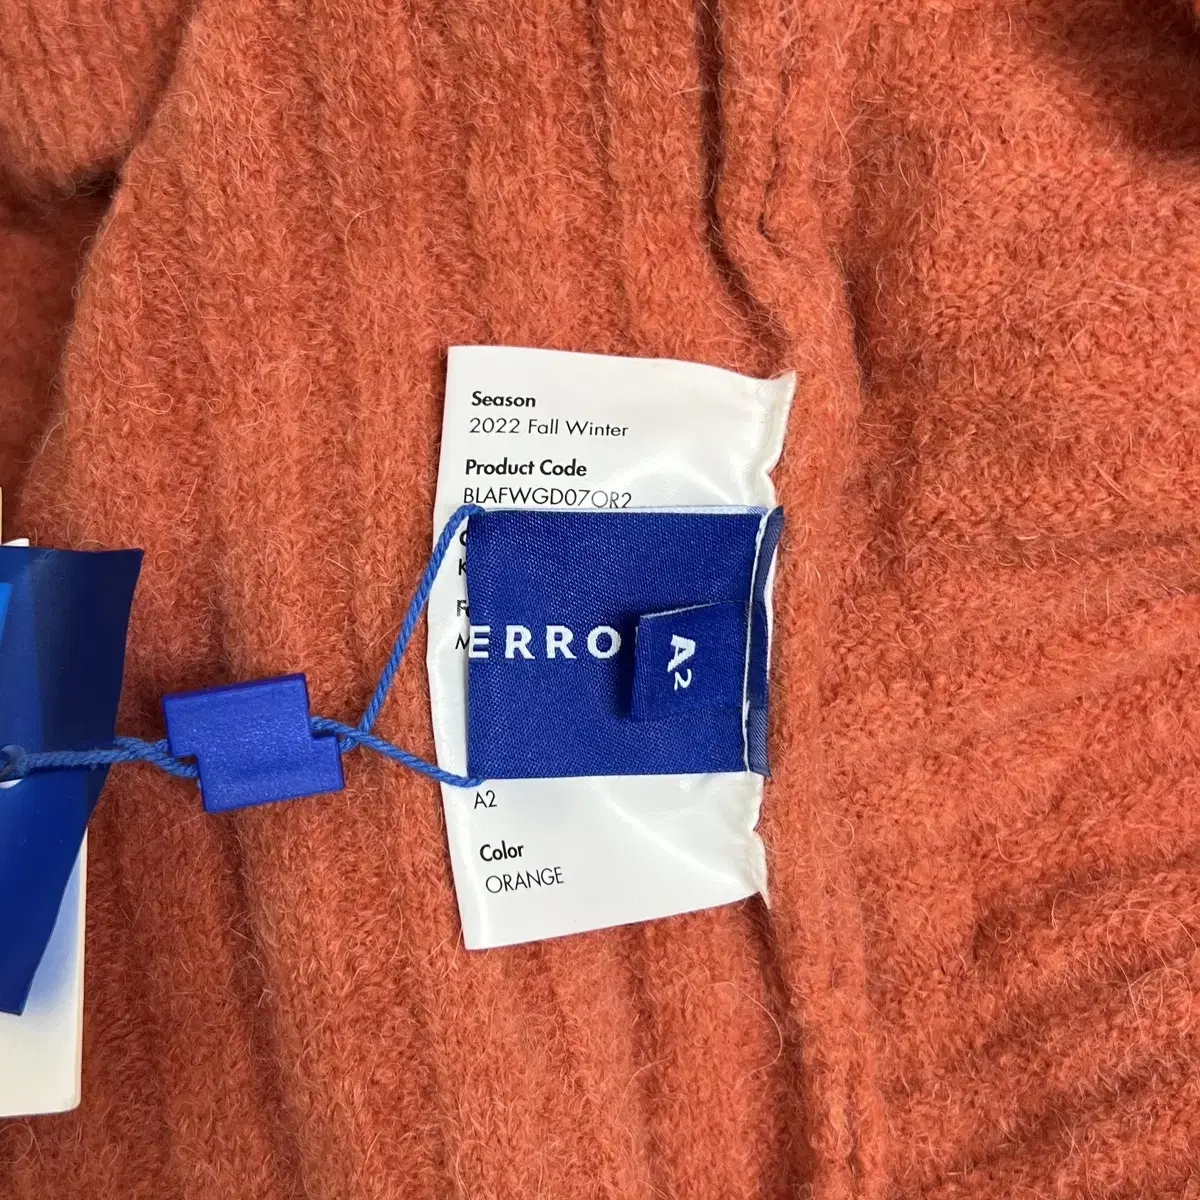 Season
2022 Fall Winter
Product Code
BLAFWGD07OR2
ERRO
A2
A2
Color
ORANGE